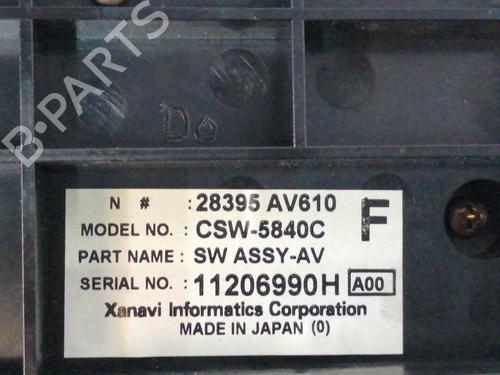 B-PARTS
Do
N # : 28395 AV610
MODEL NO. : CSW-5840C F
PART NAME : SW ASSY-AV
SERIAL NO. : 11206990H A00
Xanavi Informatics Corporation
MADE IN JAPAN (0)